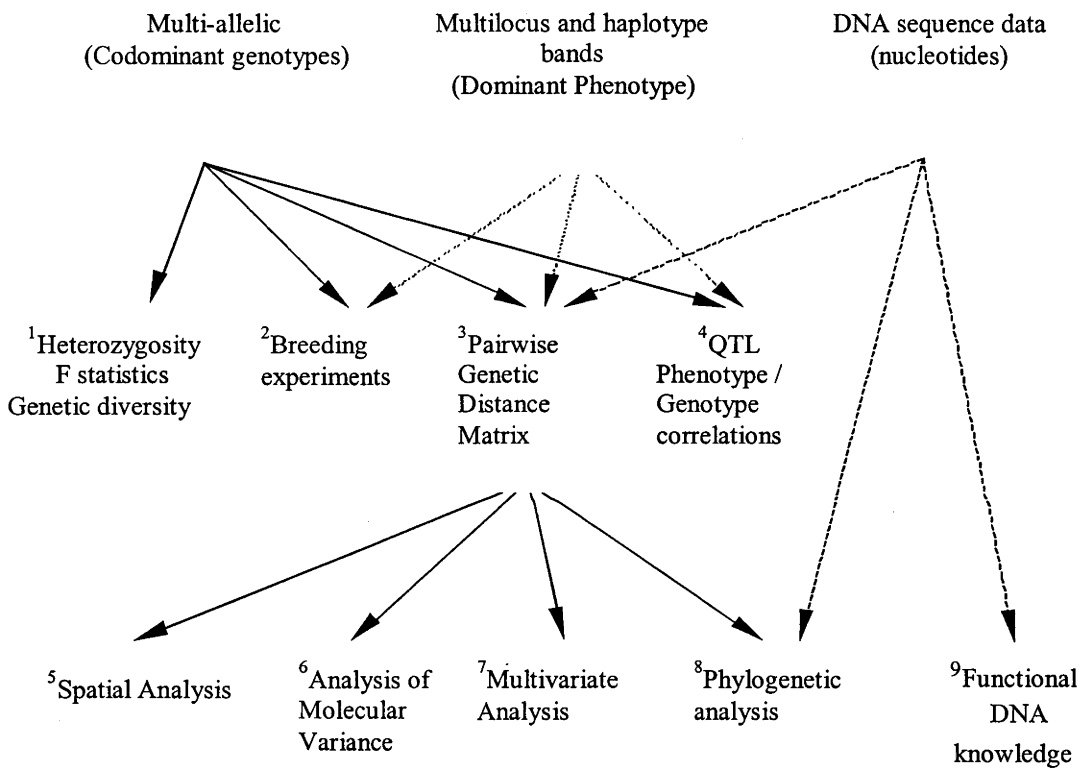 Multi-allelic
(Codominant genotypes)
Multilocus and haplotype
bands
(Dominant Phenotype)
DNA sequence data
(nucleotides)
1Heterozygosity
F statistics
Genetic diversity
2Breeding
experiments
3Pairwise
Genetic
Distance
Matrix
4QTL
Phenotype /
Genotype
correlations
5Spatial Analysis
6Analysis of
Molecular
Variance
7Multivariate
Analysis
8Phylogenetic
analysis
9Functional
DNA
knowledge